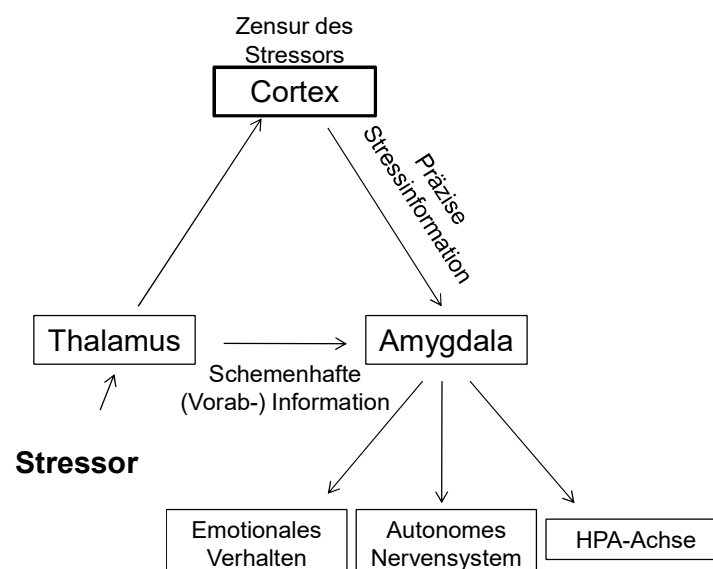 Zensur des
Stressors
Cortex
Präzise
Stressinformation
Thalamus
Amygdala
Schemenhafte
(Vorab-) Information
Stressor
Emotionales
Verhalten
Autonomes
Nervensystem
HPA-Achse